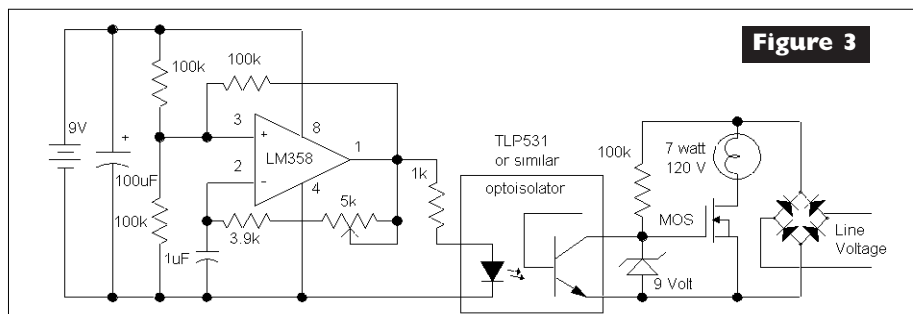 Figure 3
100k
100k
9V
+
100uF
100k
3
+
8
LM358
1
2
-
4
1k
5k
3.9k
1uF
TLP531
or similar
optoisolator
100k
7 watt
120 V
MOS
9 Volt
Line
Voltage